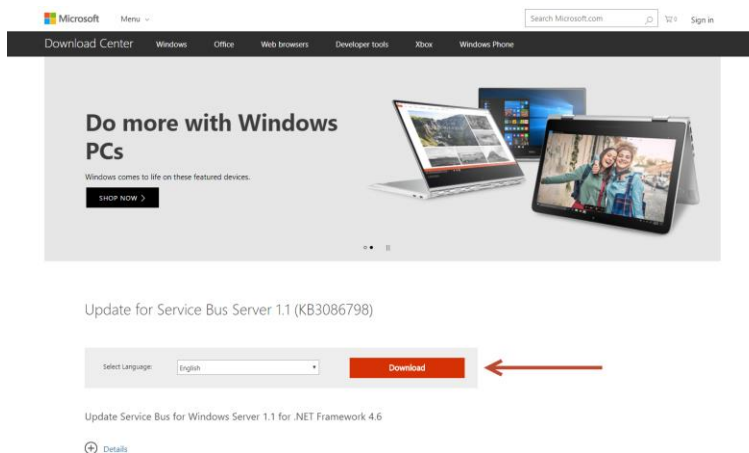 Microsoft Menu Search Microsoft.com 0 Sign in
Download Center Windows Office Web browsers Developer tools Xbox Windows Phone
Do more with Windows
PCs
Windows comes to life on these featured devices.
SHOP NOW
Update for Service Bus Server 1.1 (KB3086798)
Select Language: English Download
Update Service Bus for Windows Server 1.1 for .NET Framework 4.6
Details